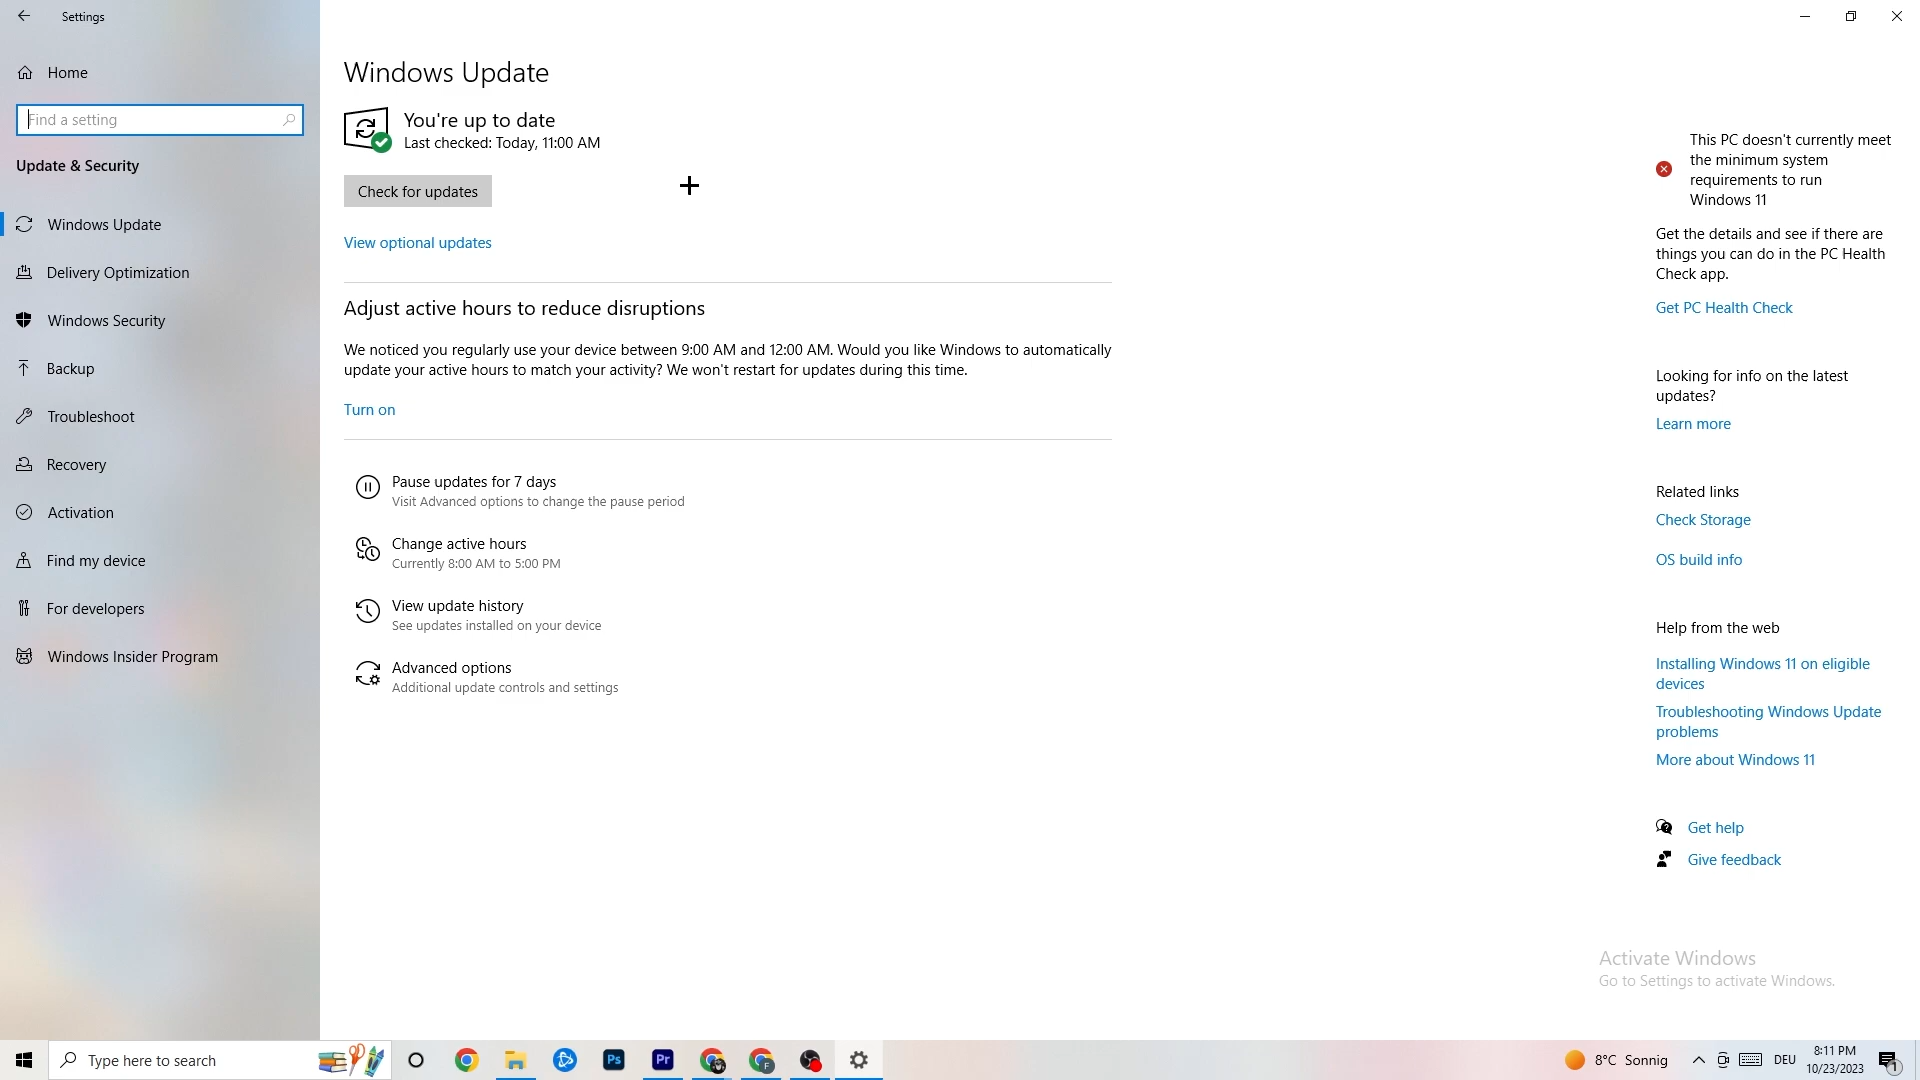 Settings
Home
Find a setting
Update & Security
Windows Update
Delivery Optimization
Windows Security
Backup
Troubleshoot
Recovery
Activation
Find my device
For developers
Windows Insider Program
Windows Update
You're up to date
Last checked: Today, 11:00 AM
Check for updates
View optional updates
Adjust active hours to reduce disruptions
We noticed you regularly use your device between 9:00 AM and 12:00 AM. Would you like Windows to automatically
update your active hours to match your activity? We won't restart for updates during this time.
Turn on
Pause updates for 7 days
Visit Advanced options to change the pause period
Change active hours
Currently 8:00 AM to 5:00 PM
View update history
See updates installed on your device
Advanced options
Additional update controls and settings
This PC doesn't currently meet
the minimum system
requirements to run
Windows 11
Get the details and see if there are
things you can do in the PC Health
Check app.
Get PC Health Check
Looking for info on the latest
updates?
Learn more
Related links
Check Storage
OS build info
Help from the web
Installing Windows 11 on eligible
devices
Troubleshooting Windows Update
problems
More about Windows 11
Get help
Give feedback
Activate Windows
Go to Settings to activate Windows.
Type here to search
Ps
Pr
F
8°C Sonnig
DEU
8:11 PM
10/23/2023
1